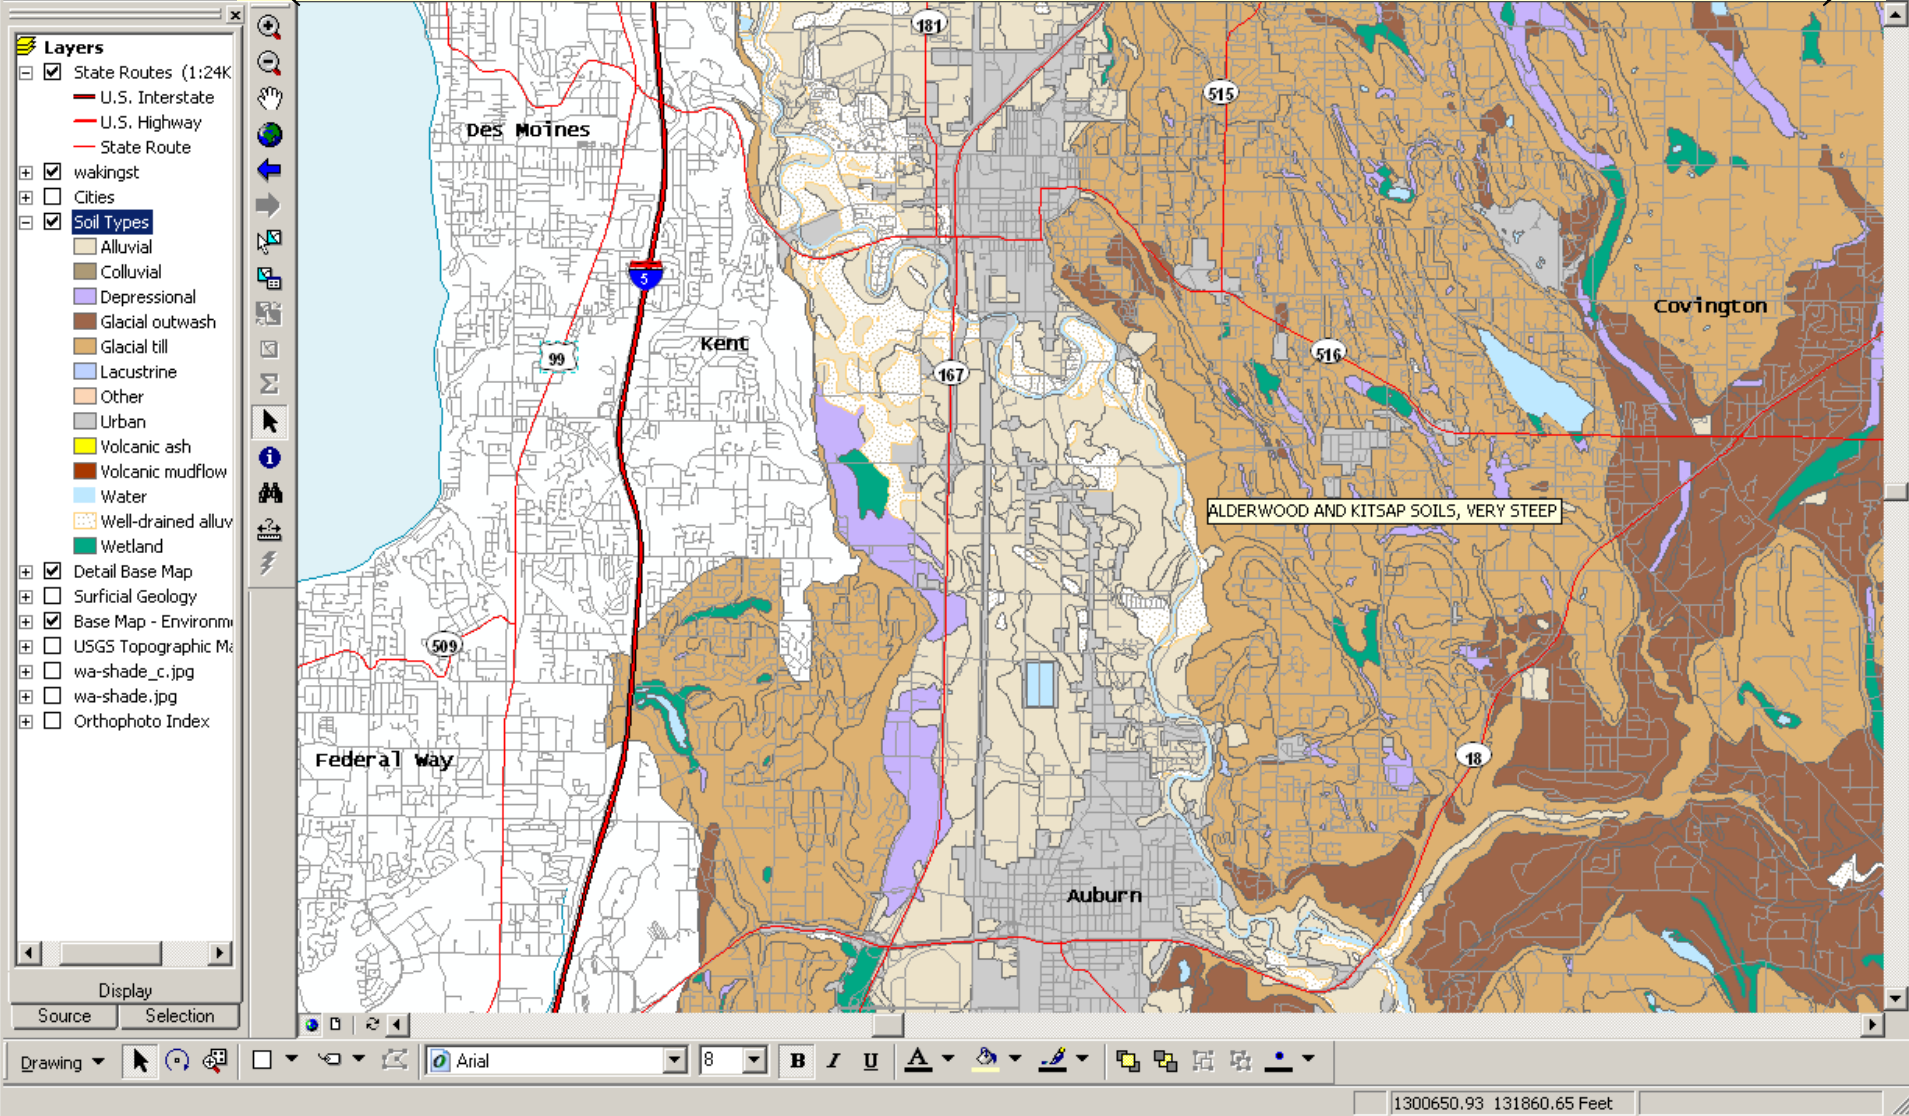 Layers
State Routes (1:24K
U.S. Interstate
U.S. Highway
State Route
wakingst
Cities
Soil Types
Alluvial
Colluvial
Depressional
Glacial outwash
Glacial till
Lacustrine
Other
Urban
Volcanic ash
Volcanic mudflow
Water
Well-drained alluv
Wetland
Detail Base Map
Surficial Geology
Base Map - Environm
USGS Topographic Ma
wa-shade_c.jpg
wa-shade.jpg
Orthophoto Index
Display
Source Selection
181
515
Des Moines
5
Covington
Kent
99
516
167
ALDERWOOD AND KITSAP SOILS, VERY STEEP
509
Federal Way
18
Auburn
Drawing
Arial
8
B I U
A
1300650.93 131860.65 Feet